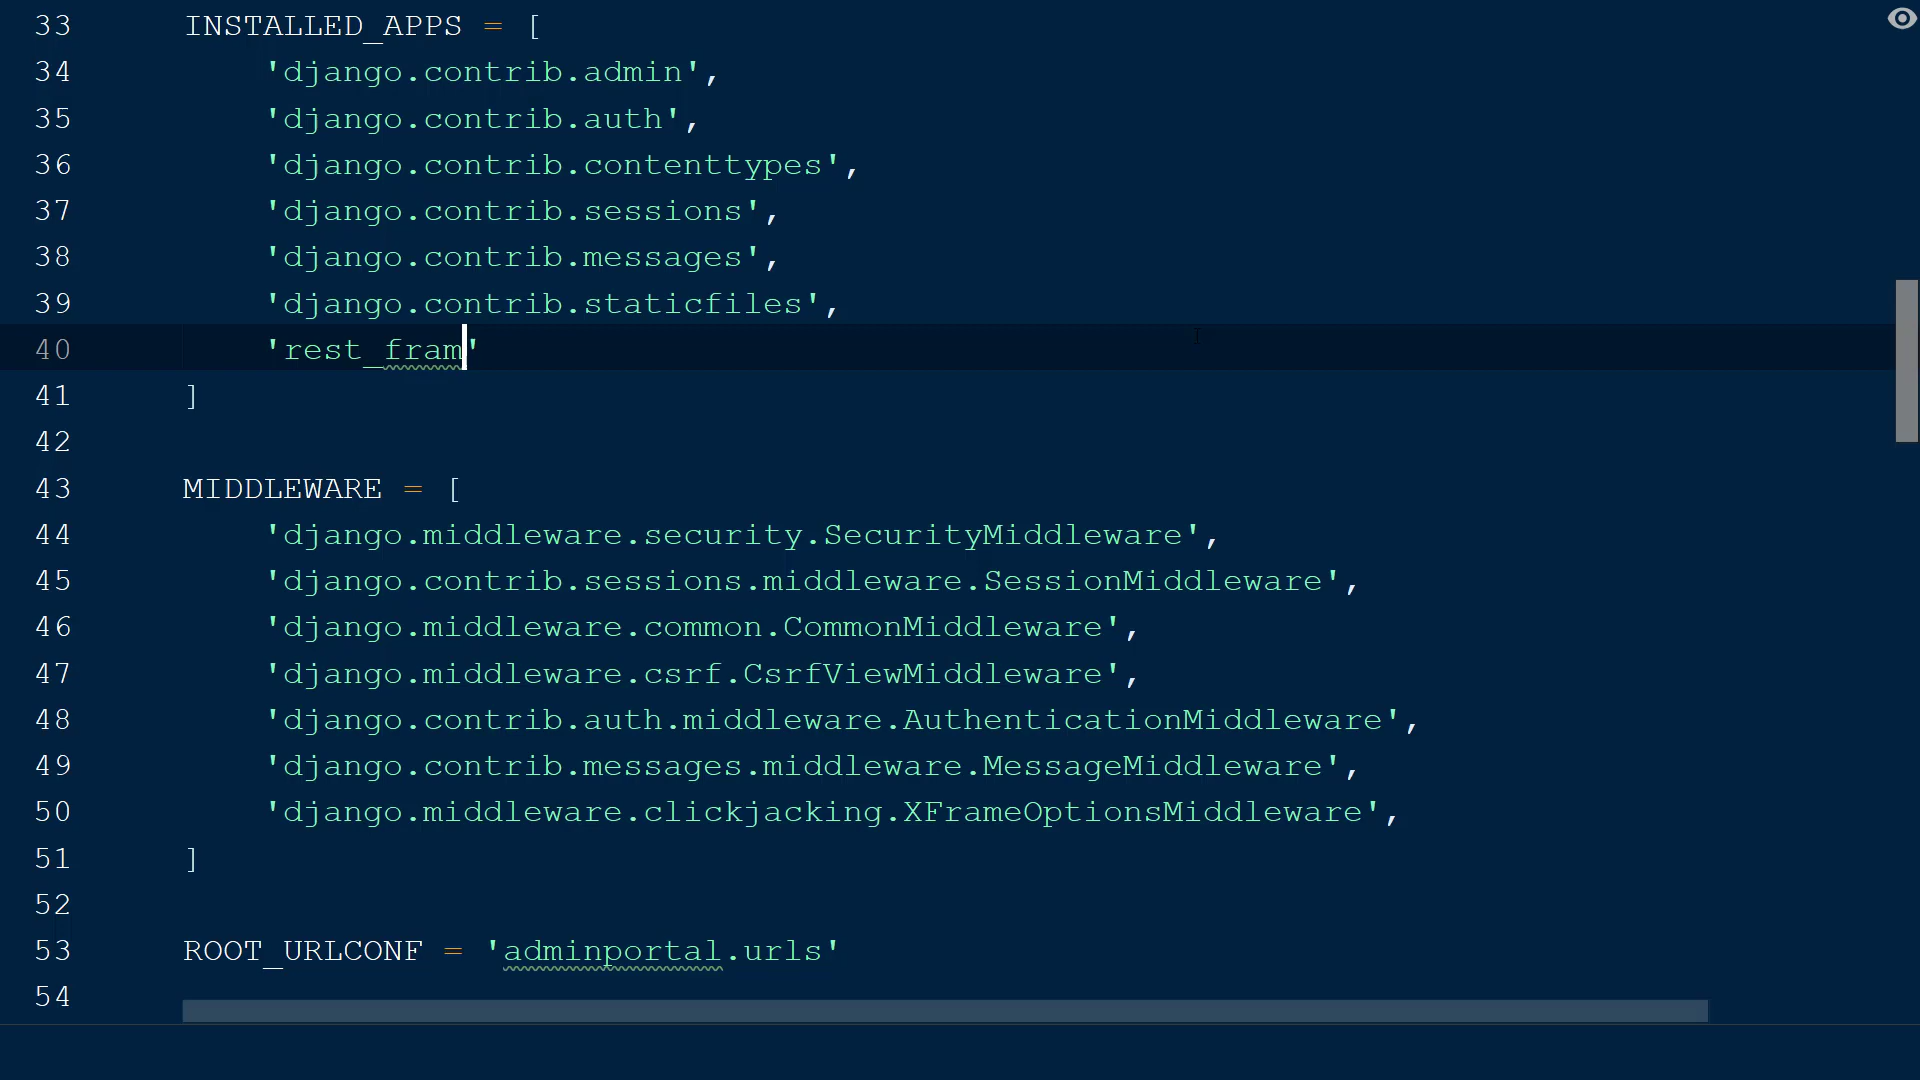 33 INSTALLED_APPS = [
34 'django.contrib.admin',
35 'django.contrib.auth',
36 'django.contrib.contenttypes',
37 'django.contrib.sessions',
38 'django.contrib.messages',
39 'django.contrib.staticfiles',
40 'rest_fram'
41 ]
42
43 MIDDLEWARE = [
44 'django.middleware.security.SecurityMiddleware',
45 'django.contrib.sessions.middleware.SessionMiddleware',
46 'django.middleware.common.CommonMiddleware',
47 'django.middleware.csrf.CsrfViewMiddleware',
48 'django.contrib.auth.middleware.AuthenticationMiddleware',
49 'django.contrib.messages.middleware.MessageMiddleware',
50 'django.middleware.clickjacking.XFrameOptionsMiddleware',
51 ]
52
53 ROOT_URLCONF = 'adminportal.urls'
54